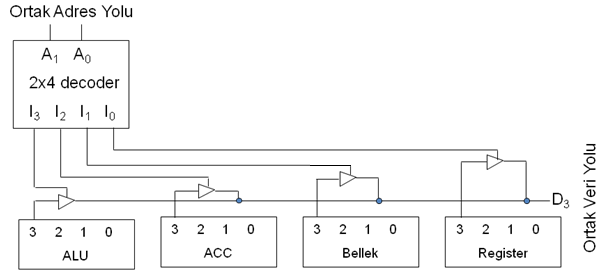 Ortak Adres Yolu
A1 A0
2x4 decoder
I3 I2 I1 I0
D3
Ortak Veri Yolu
3 2 1 0
ALU
3 2 1 0
ACC
3 2 1 0
Bellek
3 2 1 0
Register